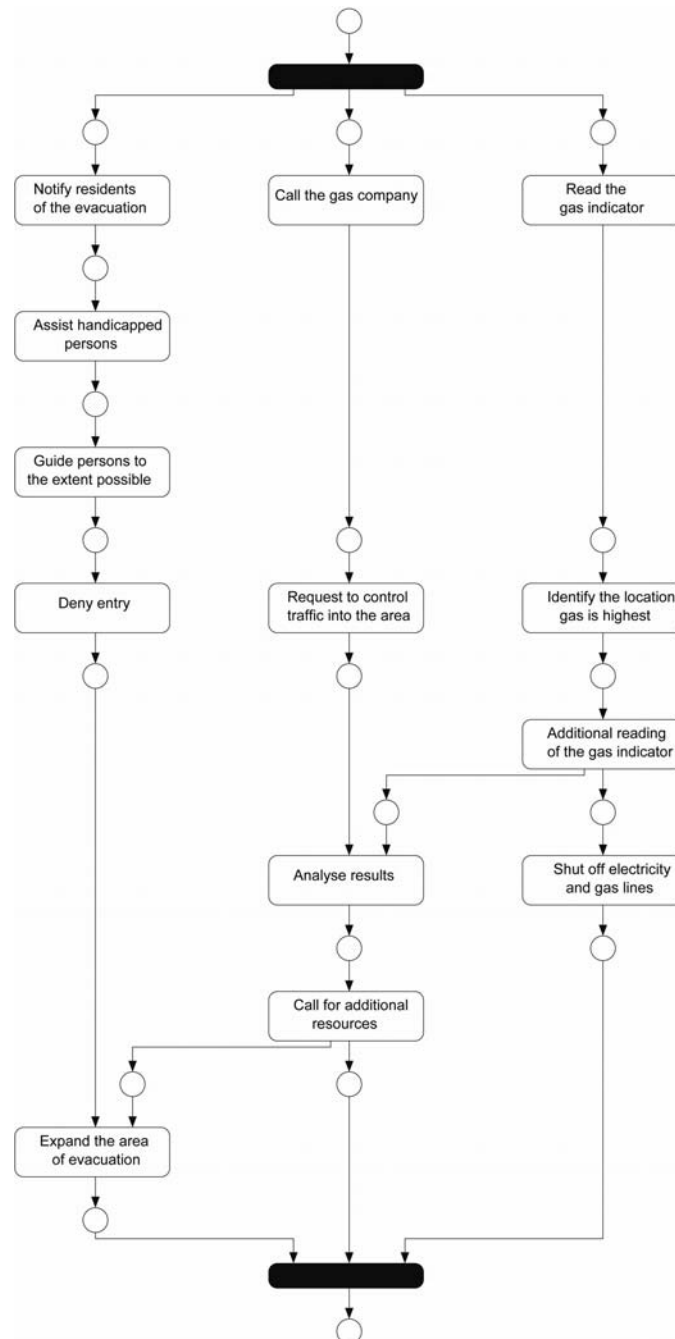 Notify residents
of the evacuation
Call the gas company
Read the
gas indicator
Assist handicapped
persons
Guide persons to
the extent possible
Deny entry
Request to control
traffic into the area
Identify the location
gas is highest
Additional reading
of the gas indicator
Analyse results
Shut off electricity
and gas lines
Call for additional
resources
Expand the area
of evacuation